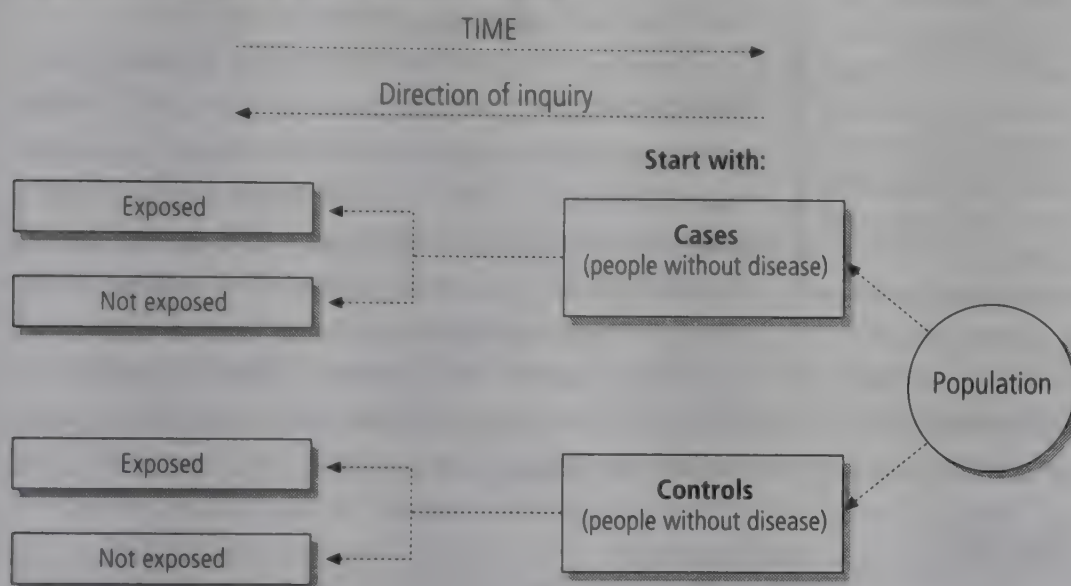 TIME
Direction of inquiry
Start with:
Exposed
Cases
(people without disease)
Not exposed
Population
Exposed
Controls
(people without disease)
Not exposed